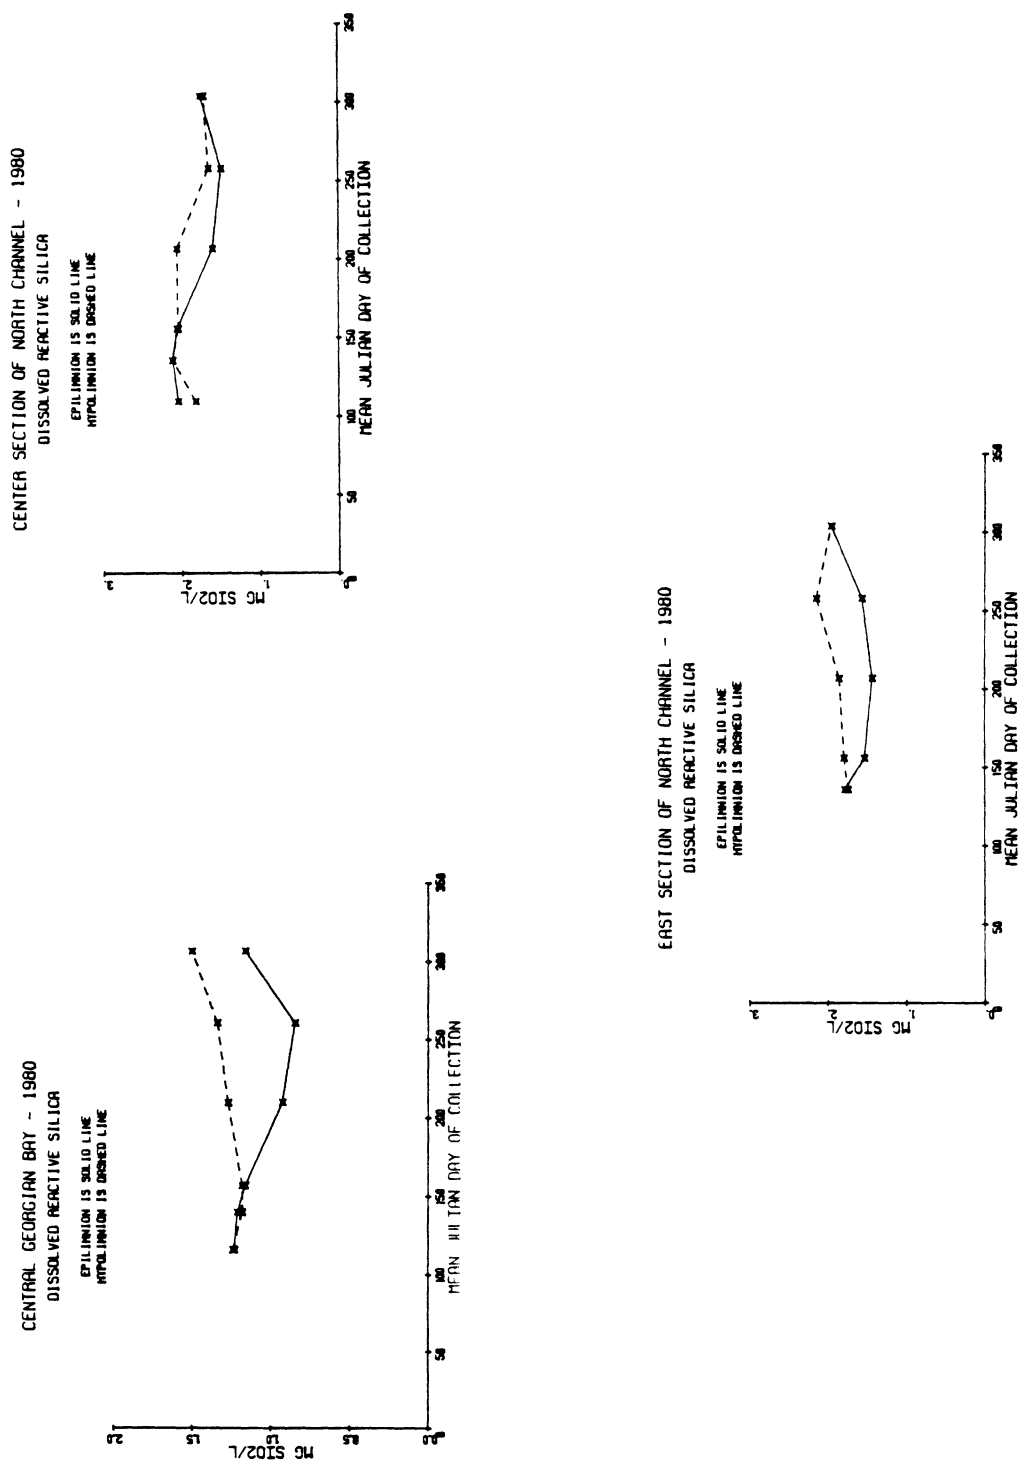 CENTER SECTION OF NORTH CHANNEL - 1980
DISSOLVED REACTIVE SILICA
EPILIMNION IS SOLID LINE
HYPOLIMNION IS DASHED LINE
3.
2.
1.
0.
MG SIO2/L
0
50
100
150
200
250
300
350
MEAN JULIAN DAY OF COLLECTION
CENTRAL GEORGIAN BAY - 1980
DISSOLVED REACTIVE SILICA
EPILIMNION IS SOLID LINE
HYPOLIMNION IS DASHED LINE
2.0
1.5
1.0
0.5
0.0
MG SIO2/L
0
50
100
150
200
250
300
350
MEAN JULIAN DAY OF COLLECTION
EAST SECTION OF NORTH CHANNEL - 1980
DISSOLVED REACTIVE SILICA
EPILIMNION IS SOLID LINE
HYPOLIMNION IS DASHED LINE
3.
2.
1.
0.
MG SIO2/L
0
50
100
150
200
250
300
350
MEAN JULIAN DAY OF COLLECTION